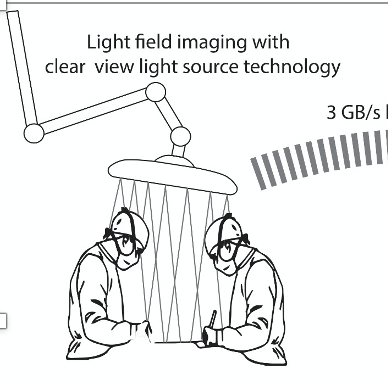 Light field imaging with
clear view light source technology
3 GB/s